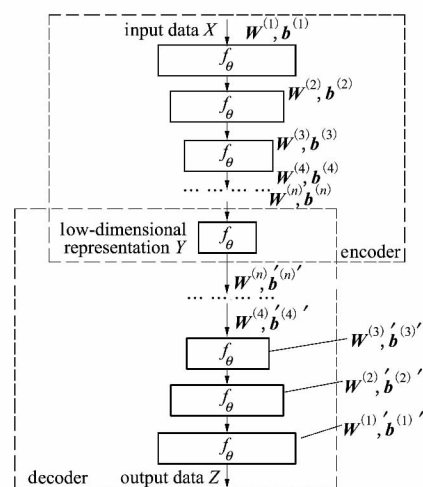 input data X
W(1), b(1)
fθ
W(2), b(2)
fθ
W(3), b(3)
fθ
W(4), b(4)
... ... ... ...
W(n), b(n)
low-dimensional
representation Y
fθ
encoder
W(n)′, b(n)′
... ... ... ...
W(4)′, b(4)′
fθ
W(3)′, b(3)′
fθ
W(2)′, b(2)′
fθ
W(1)′, b(1)′
decoder
output data Z